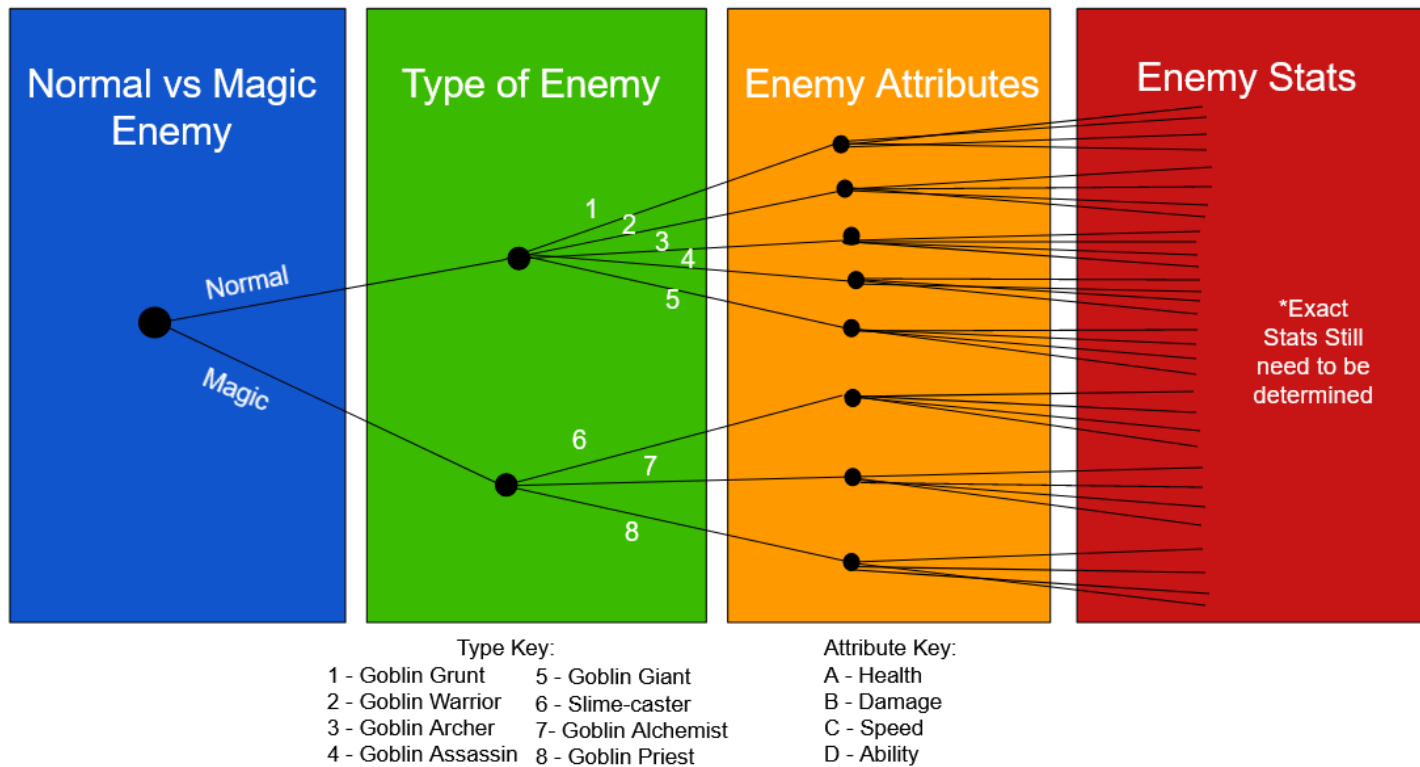 Normal vs Magic
Enemy
Type of Enemy
Enemy Attributes
Enemy Stats
Normal
Magic
1
2
3
4
5
6
7
8
*Exact
Stats Still
need to be
determined
Type Key:
1 - Goblin Grunt
2 - Goblin Warrior
3 - Goblin Archer
4 - Goblin Assassin
5 - Goblin Giant
6 - Slime-caster
7- Goblin Alchemist
8 - Goblin Priest
Attribute Key:
A - Health
B - Damage
C - Speed
D - Ability